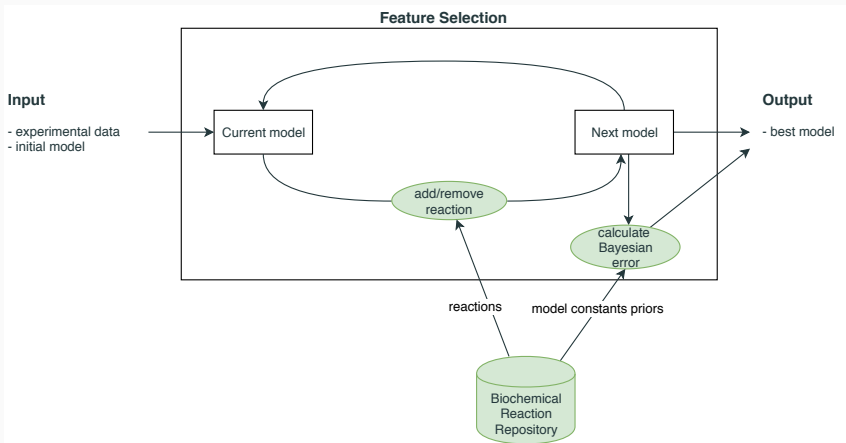 Feature Selection
Input
- experimental data
- initial model
Current model
Next model
Output
- best model
add/remove
reaction
calculate
Bayesian
error
reactions
model constants priors
Biochemical
Reaction
Repository